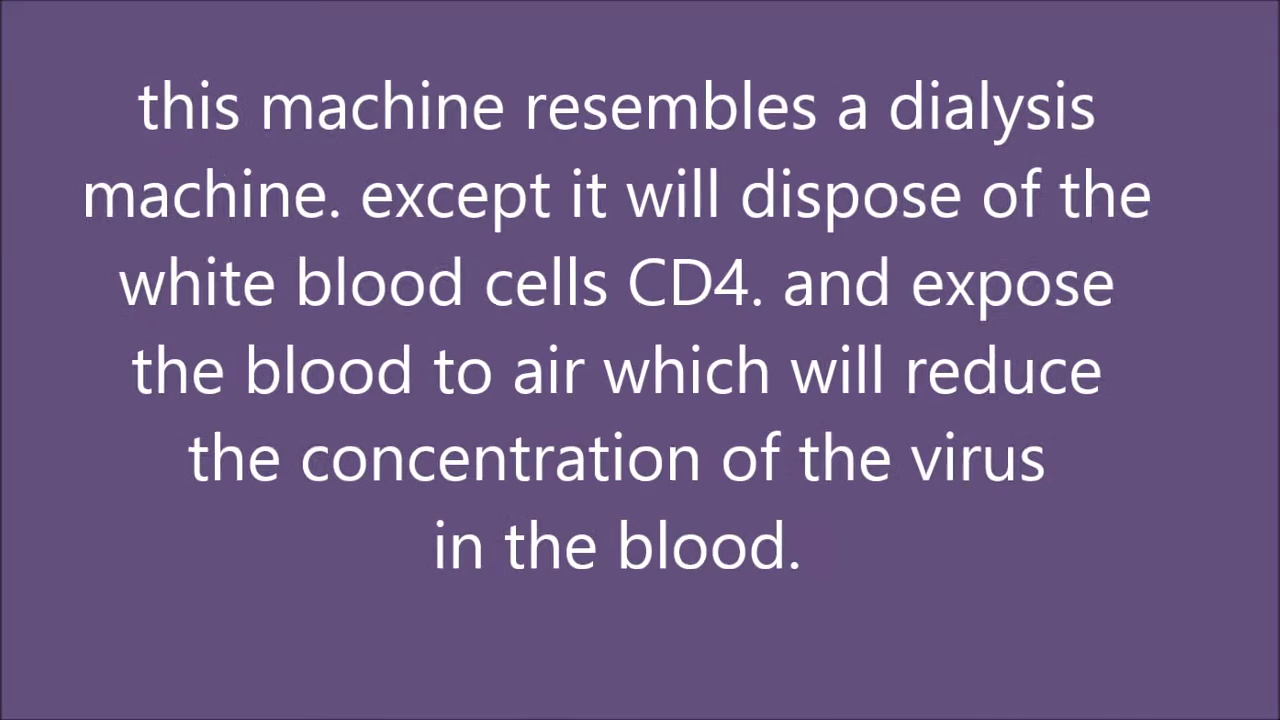 this machine resembles a dialysis
machine. except it will dispose of the
white blood cells CD4. and expose
the blood to air which will reduce
the concentration of the virus
in the blood.